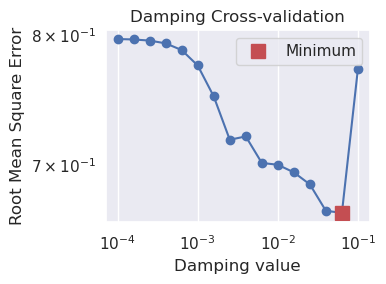 Damping Cross-validation
Root Mean Square Error
8 × 10⁻¹
7 × 10⁻¹
Minimum
10⁻⁴ 10⁻³ 10⁻² 10⁻¹
Damping value